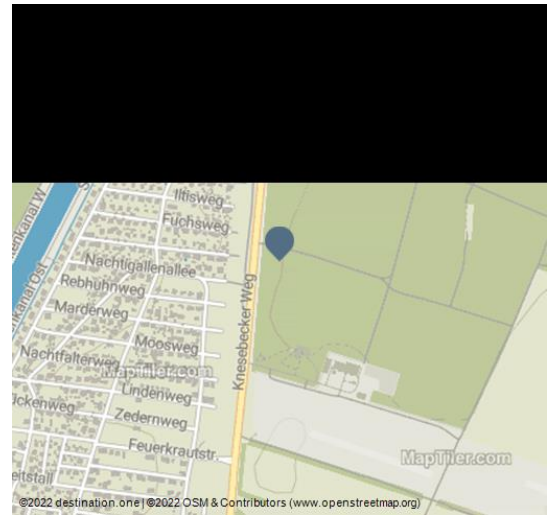 Iltisweg
Fuchsweg
Nachtigallenallee
Rebhuhnweg
Marderweg
Moosweg
Nachtfalterweg
Lindenweg
Zedernweg
Feuerkrautstr.
Knesebecker Weg
MapTiler.com
MapTiler.com
©2022 destination.one | ©2022 OSM & Contributors (www.openstreetmap.org)